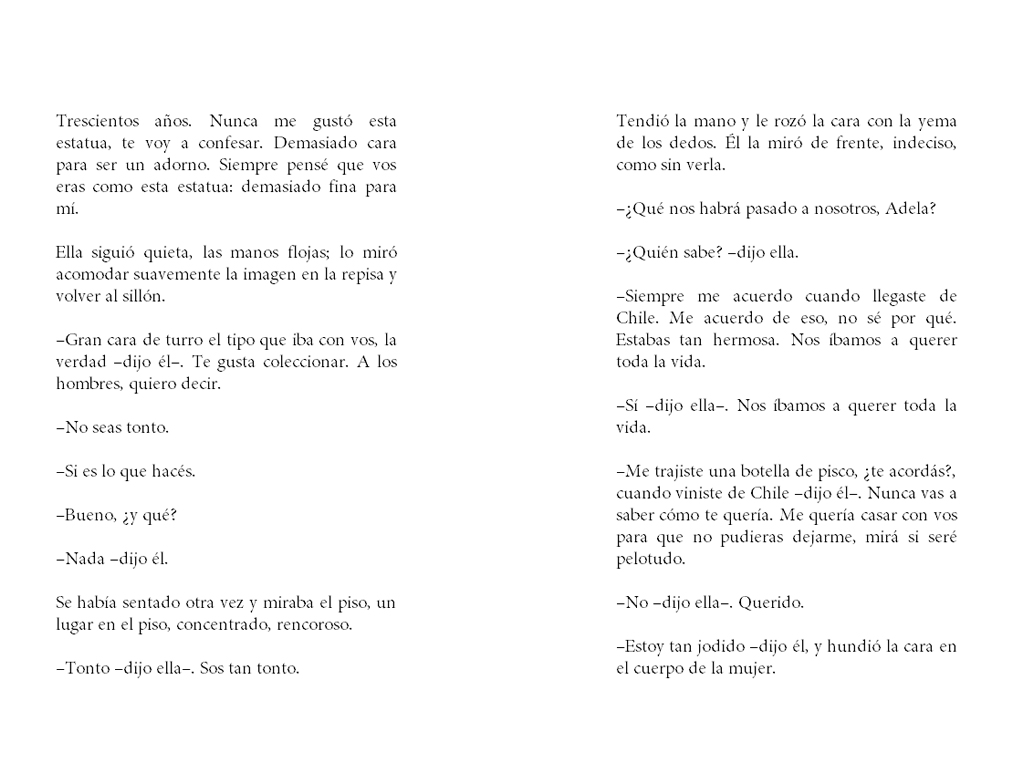 Trescientos años. Nunca me gustó esta
estatua, te voy a confesar. Demasiado cara
para ser un adorno. Siempre pensé que vos
eras como esta estatua: demasiado fina para
mí.
Ella siguió quieta, las manos flojas; lo miró
acomodar suavemente la imagen en la repisa y
volver al sillón.
–Gran cara de turro el tipo que iba con vos, la
verdad –dijo él–. Te gusta coleccionar. A los
hombres, quiero decir.
–No seas tonto.
–Si es lo que hacés.
–Bueno, ¿y qué?
–Nada –dijo él.
Se había sentado otra vez y miraba el piso, un
lugar en el piso, concentrado, rencoroso.
–Tonto –dijo ella–. Sos tan tonto.
Tendió la mano y le rozó la cara con la yema
de los dedos. Él la miró de frente, indeciso,
como sin verla.
–¿Qué nos habrá pasado a nosotros, Adela?
–¿Quién sabe? –dijo ella.
–Siempre me acuerdo cuando llegaste de
Chile. Me acuerdo de eso, no sé por qué.
Estabas tan hermosa. Nos íbamos a querer
toda la vida.
–Sí –dijo ella–. Nos íbamos a querer toda la
vida.
–Me trajiste una botella de pisco, ¿te acordás?,
cuando viniste de Chile –dijo él–. Nunca vas a
saber cómo te quería. Me quería casar con vos
para que no pudieras dejarme, mirá si seré
pelotudo.
–No –dijo ella–. Querido.
–Estoy tan jodido –dijo él, y hundió la cara en
el cuerpo de la mujer.